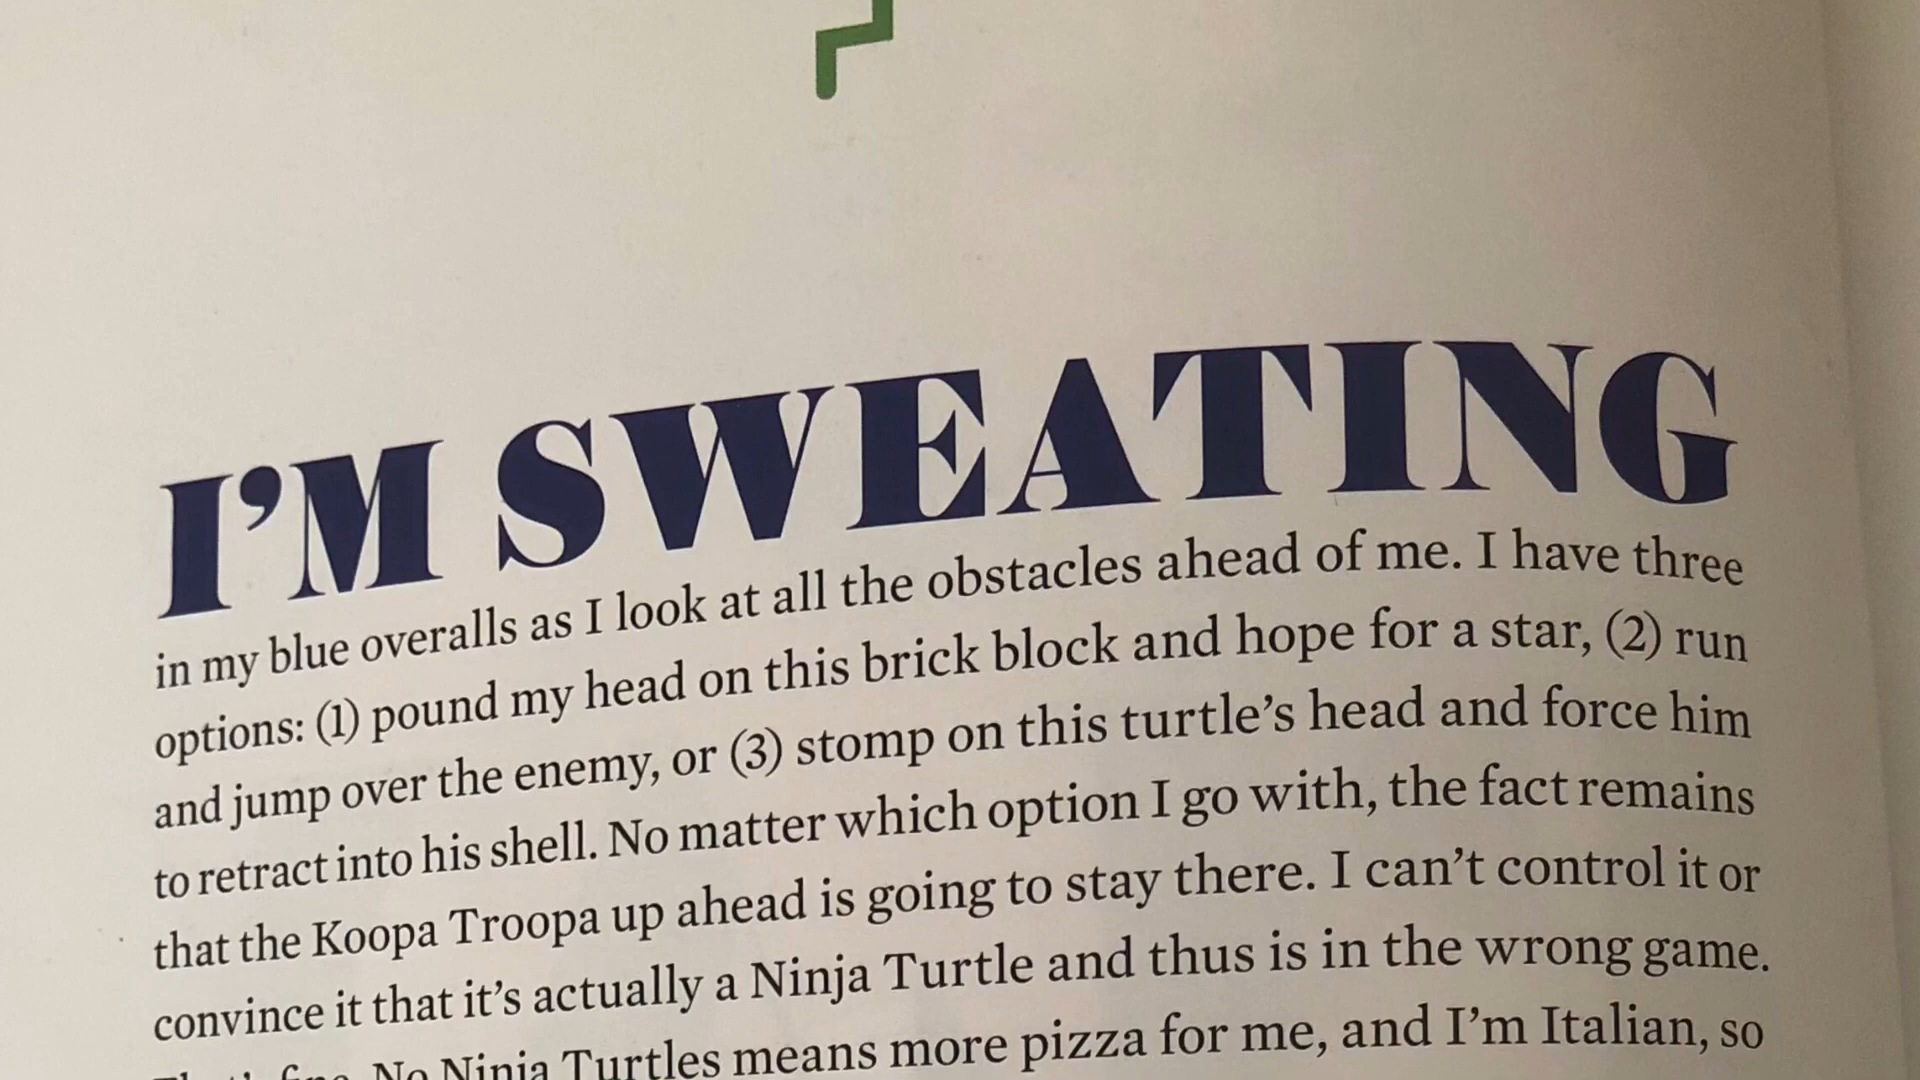 I'M SWEATING
in my blue overalls as I look at all the obstacles ahead of me. I have three
options: (1) pound my head on this brick block and hope for a star, (2) run
and jump over the enemy, or (3) stomp on this turtle's head and force him
to retract into his shell. No matter which option I go with, the fact remains
that the Koopa Troopa up ahead is going to stay there. I can't control it or
convince it that it's actually a Ninja Turtle and thus is in the wrong game.
No Ninja Turtles means more pizza for me, and I'm Italian, so